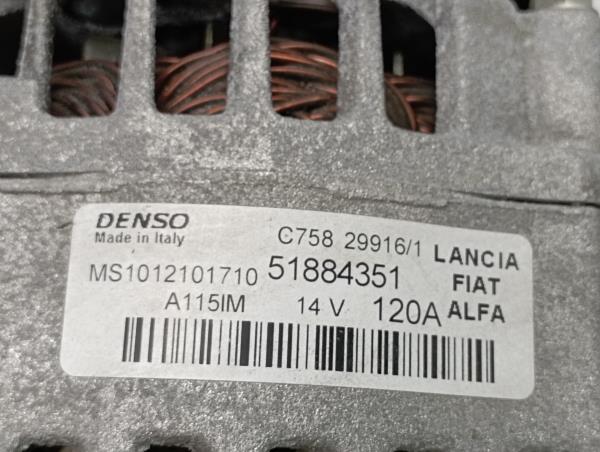 DENSO
Made in Italy
C758 29916/1
LANCIA
MS1012101710
51884351
FIAT
A115IM
14 V
120A
ALFA